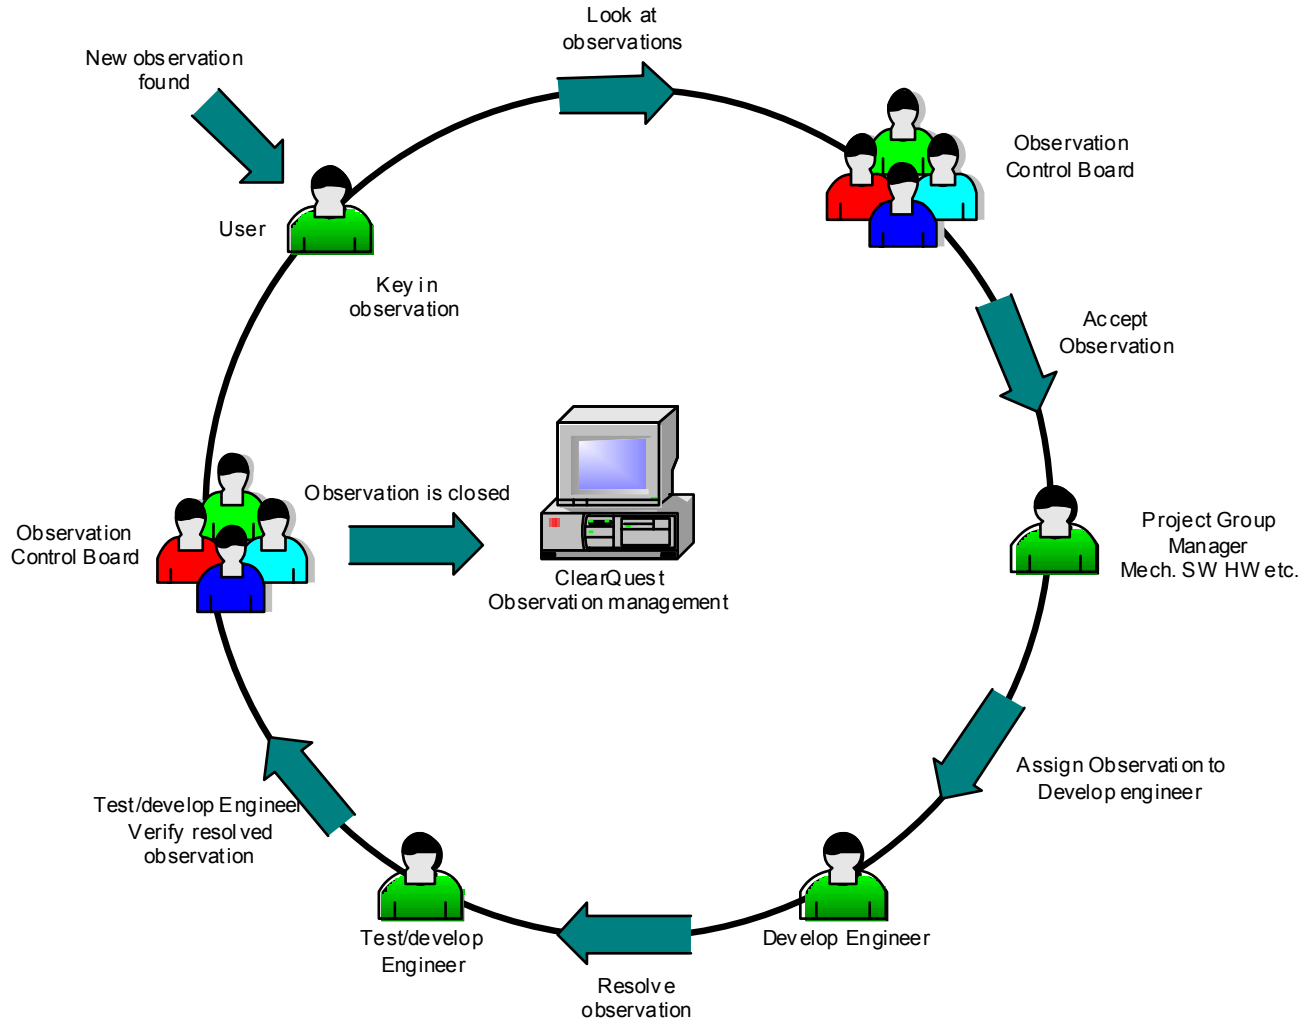 Look at
observations
New observation
found
Observation
Control Board
User
Key in
observation
Accept
Observation
Observation is closed
Observation
Control Board
Project Group
Manager
Mech. SW HW etc.
ClearQuest
Observation management
Assign Observation to
Develop engineer
Test/develop Engineer
Verify resolved
observation
Test/develop
Engineer
Develop Engineer
Resolve
observation